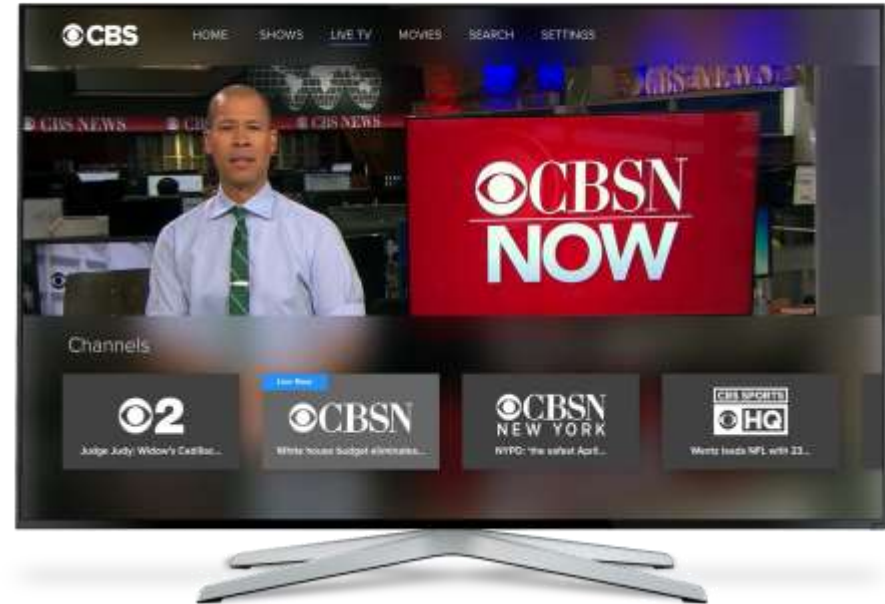 CBS HOME SHOWS LIVE TV MOVIES SEARCH SETTINGS
CBS NEWS CBS CBS NEWS CBS NEWS
CBSN
NOW
Channels
Live Now
2 CBSN CBSN CBS SPORTS
NEW YORK HQ
Judge Judy: Widow's Cadillac... White house budget eliminates... NYPD: the safest April... Wentz leads NFL with 23...